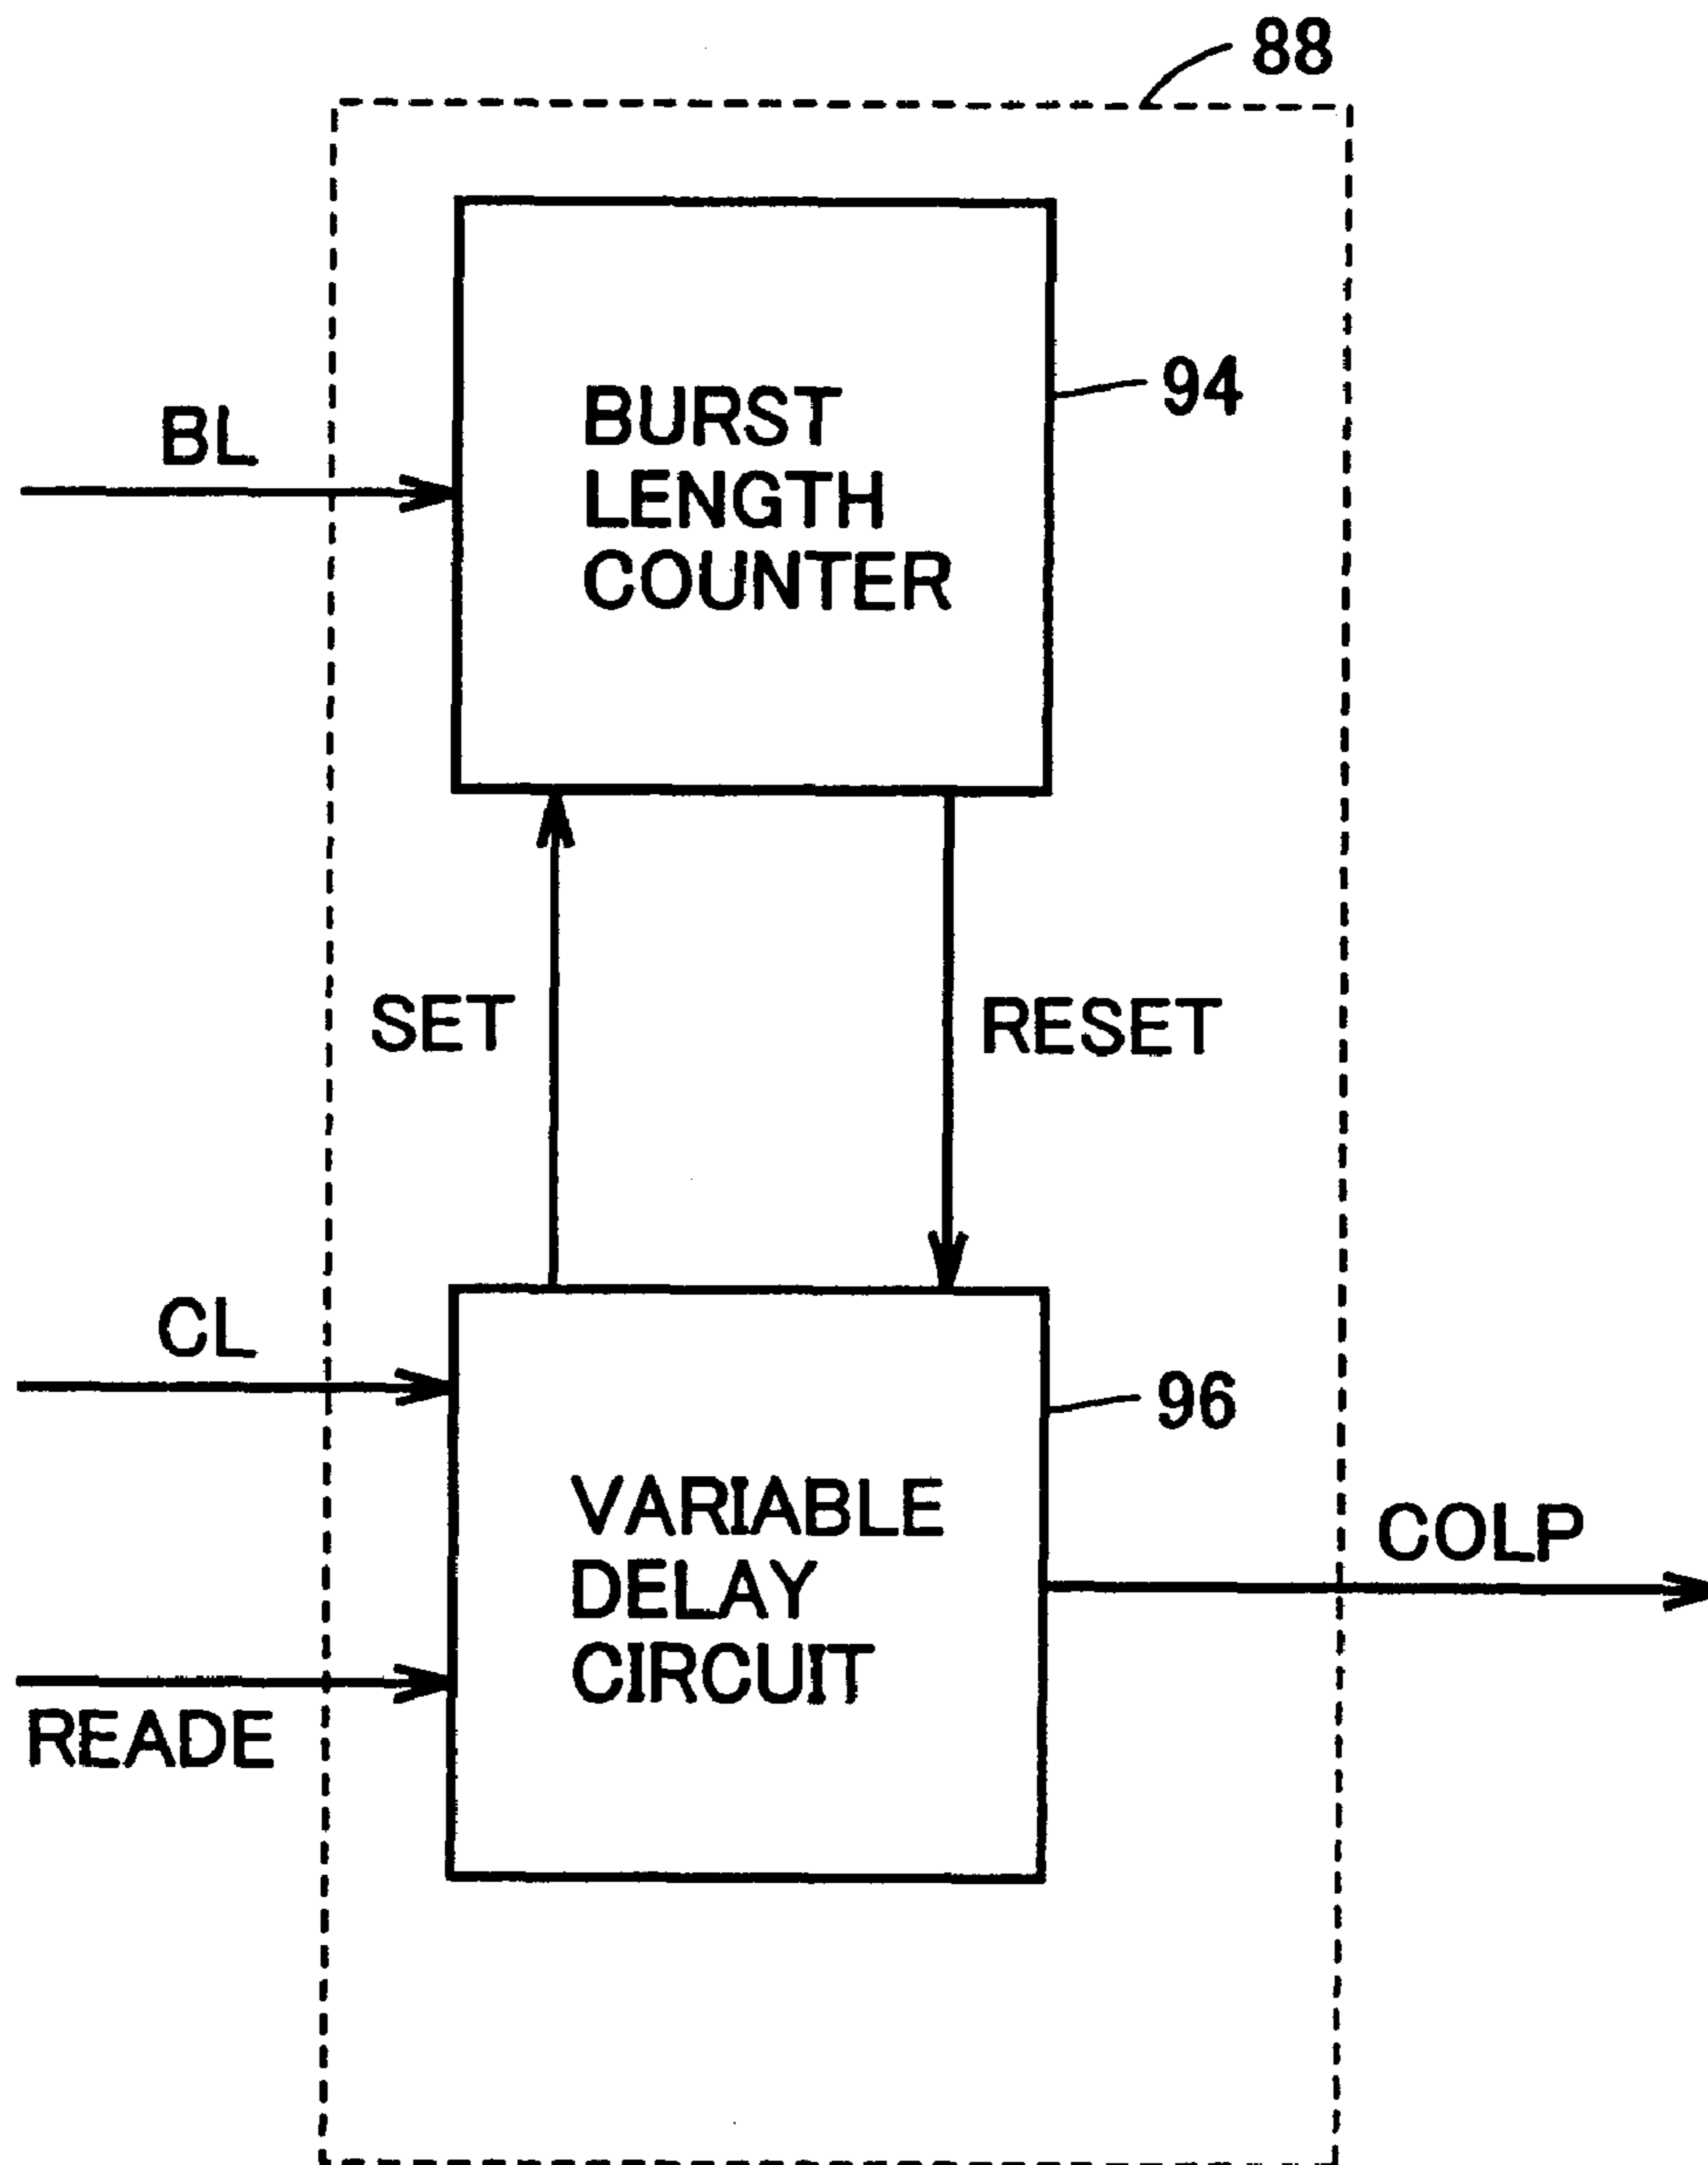 88
BURST
LENGTH
COUNTER
94
BL
SET
RESET
CL
96
VARIABLE
DELAY
CIRCUIT
COLP
READE